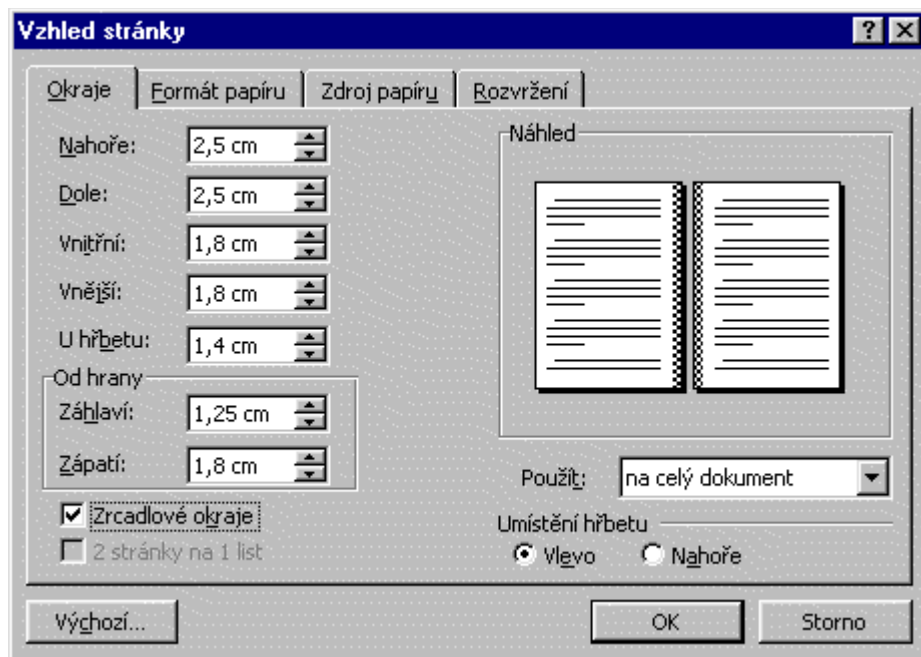 Vzhled stránky
Okraje Formát papíru Zdroj papíru Rozvržení
Nahoře: 2,5 cm
Dole: 2,5 cm
Vnitřní: 1,8 cm
Vnější: 1,8 cm
U hřbetu: 1,4 cm
Od hrany
Záhlaví: 1,25 cm
Zápatí: 1,8 cm
Zrcadlové okraje
2 stránky na 1 list
Náhled
Použít: na celý dokument
Umístění hřbetu
Vlevo Nahoře
Výchozí... OK Storno